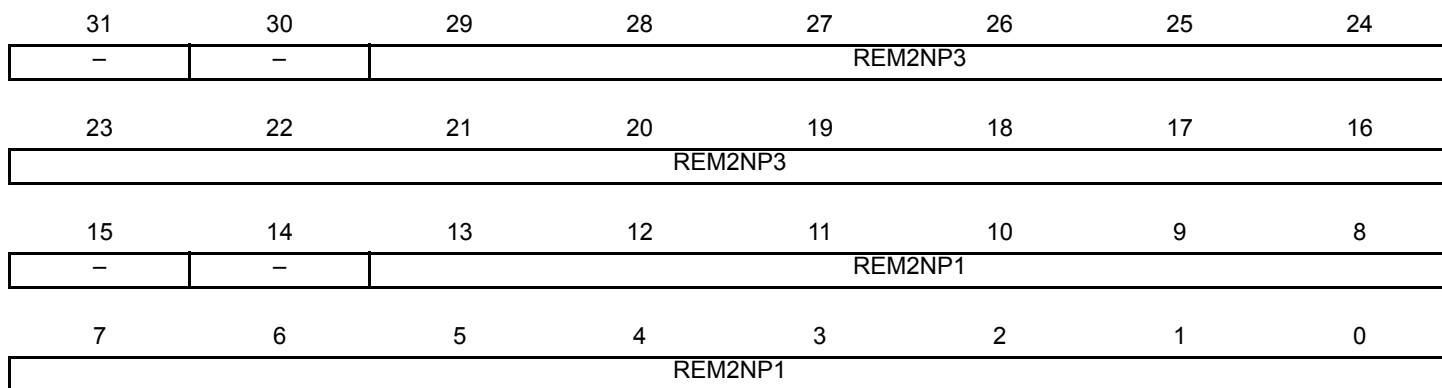 31 30 29 28 27 26 25 24
– – REM2NP3
23 22 21 20 19 18 17 16
REM2NP3
15 14 13 12 11 10 9 8
– – REM2NP1
7 6 5 4 3 2 1 0
REM2NP1